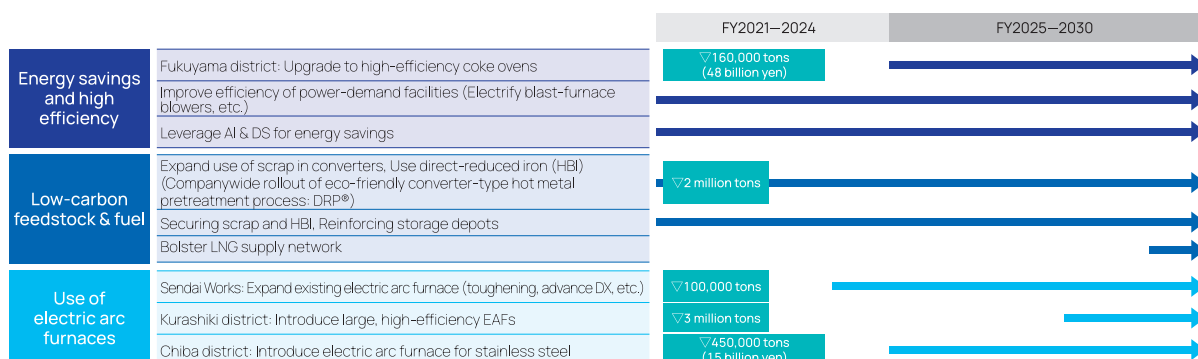 FY2021—2024
FY2025—2030
Energy savings
and high
efficiency
Fukuyama district: Upgrade to high-efficiency coke ovens
▽160,000 tons
(48 billion yen)
Improve efficiency of power-demand facilities (Electrify blast-furnace
blowers, etc.)
Leverage AI & DS for energy savings
Low-carbon
feedstock & fuel
Expand use of scrap in converters, Use direct-reduced iron (HBI)
(Companywide rollout of eco-friendly converter-type hot metal
pretreatment process: DRP®)
▽2 million tons
Securing scrap and HBI, Reinforcing storage depots
Bolster LNG supply network
Use of
electric arc
furnaces
Sendai Works: Expand existing electric arc furnace (toughening, advance DX, etc.)
▽100,000 tons
Kurashiki district: Introduce large, high-efficiency EAFs
▽3 million tons
Chiba district: Introduce electric arc furnace for stainless steel
▽450,000 tons
(15 billion yen)